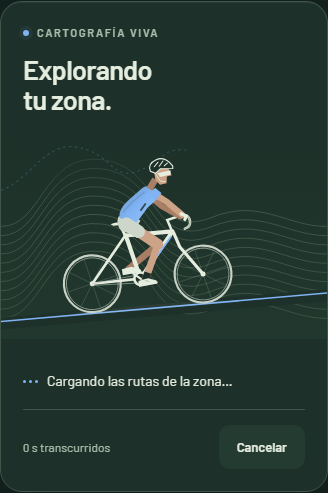 CARTOGRAFÍA VIVA
Explorando
tu zona.
Cargando las rutas de la zona...
0 s transcurridos
Cancelar